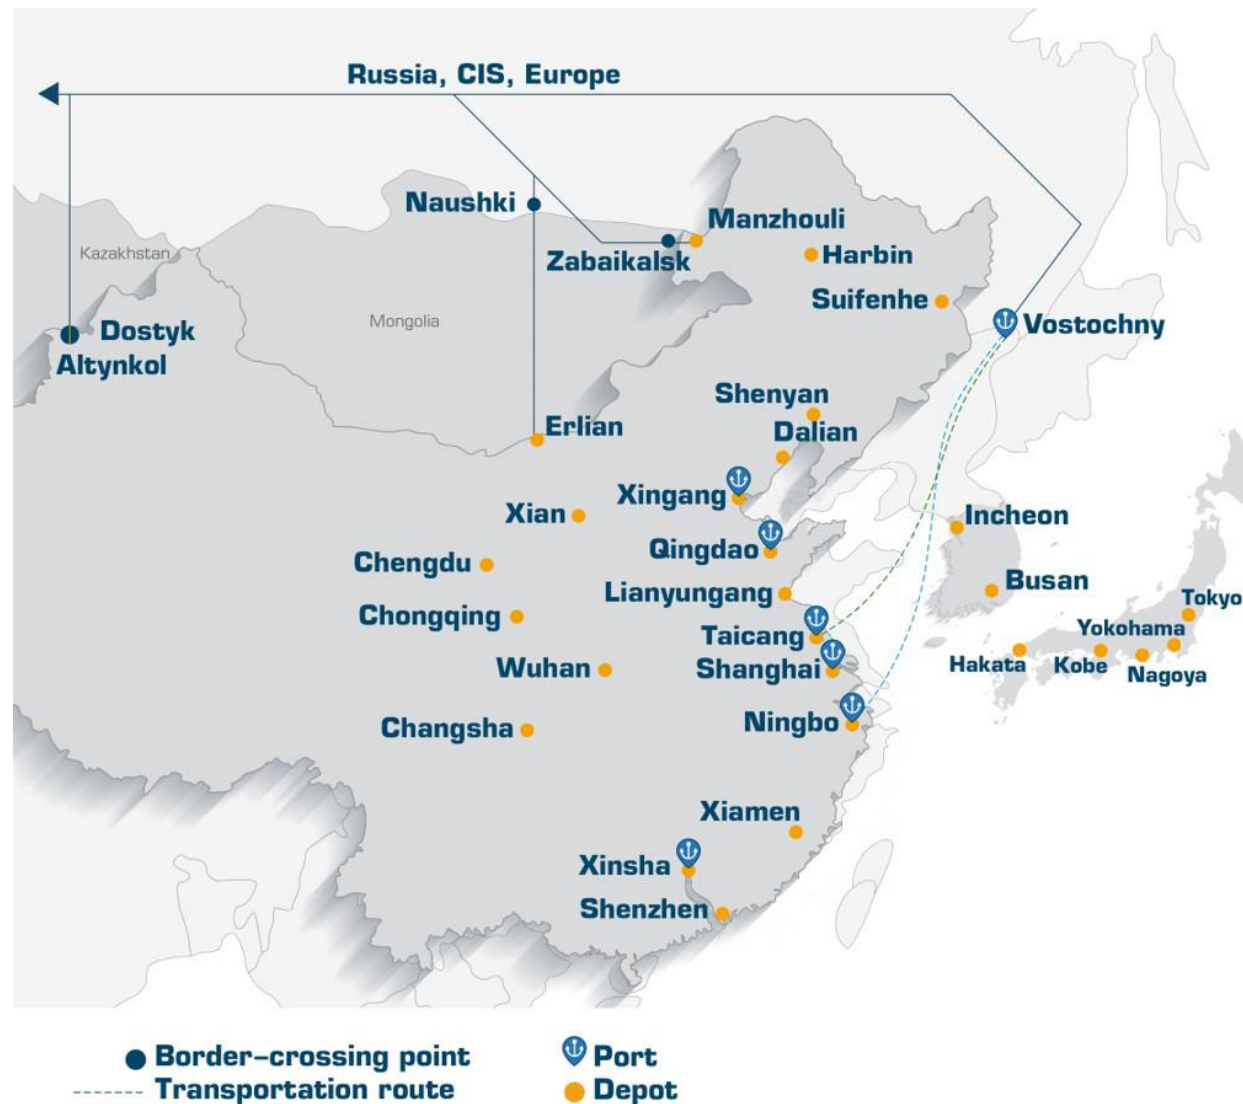 Russia, CIS, Europe
Naushki
Manzhouli
Kazakhstan
Zabaikalsk
Harbin
Suifenhe
Mongolia
Dostyk
Altynkol
Vostochny
Shenyan
Erlian
Dalian
Xingang
Xian
Incheon
Qingdao
Chengdu
Busan
Lianyungang
Tokyo
Chongqing
Taicang
Yokohama
Wuhan
Shanghai
Hakata
Kobe
Nagoya
Ningbo
Changsha
Xiamen
Xinsha
Shenzhen
Border-crossing point
Port
Transportation route
Depot